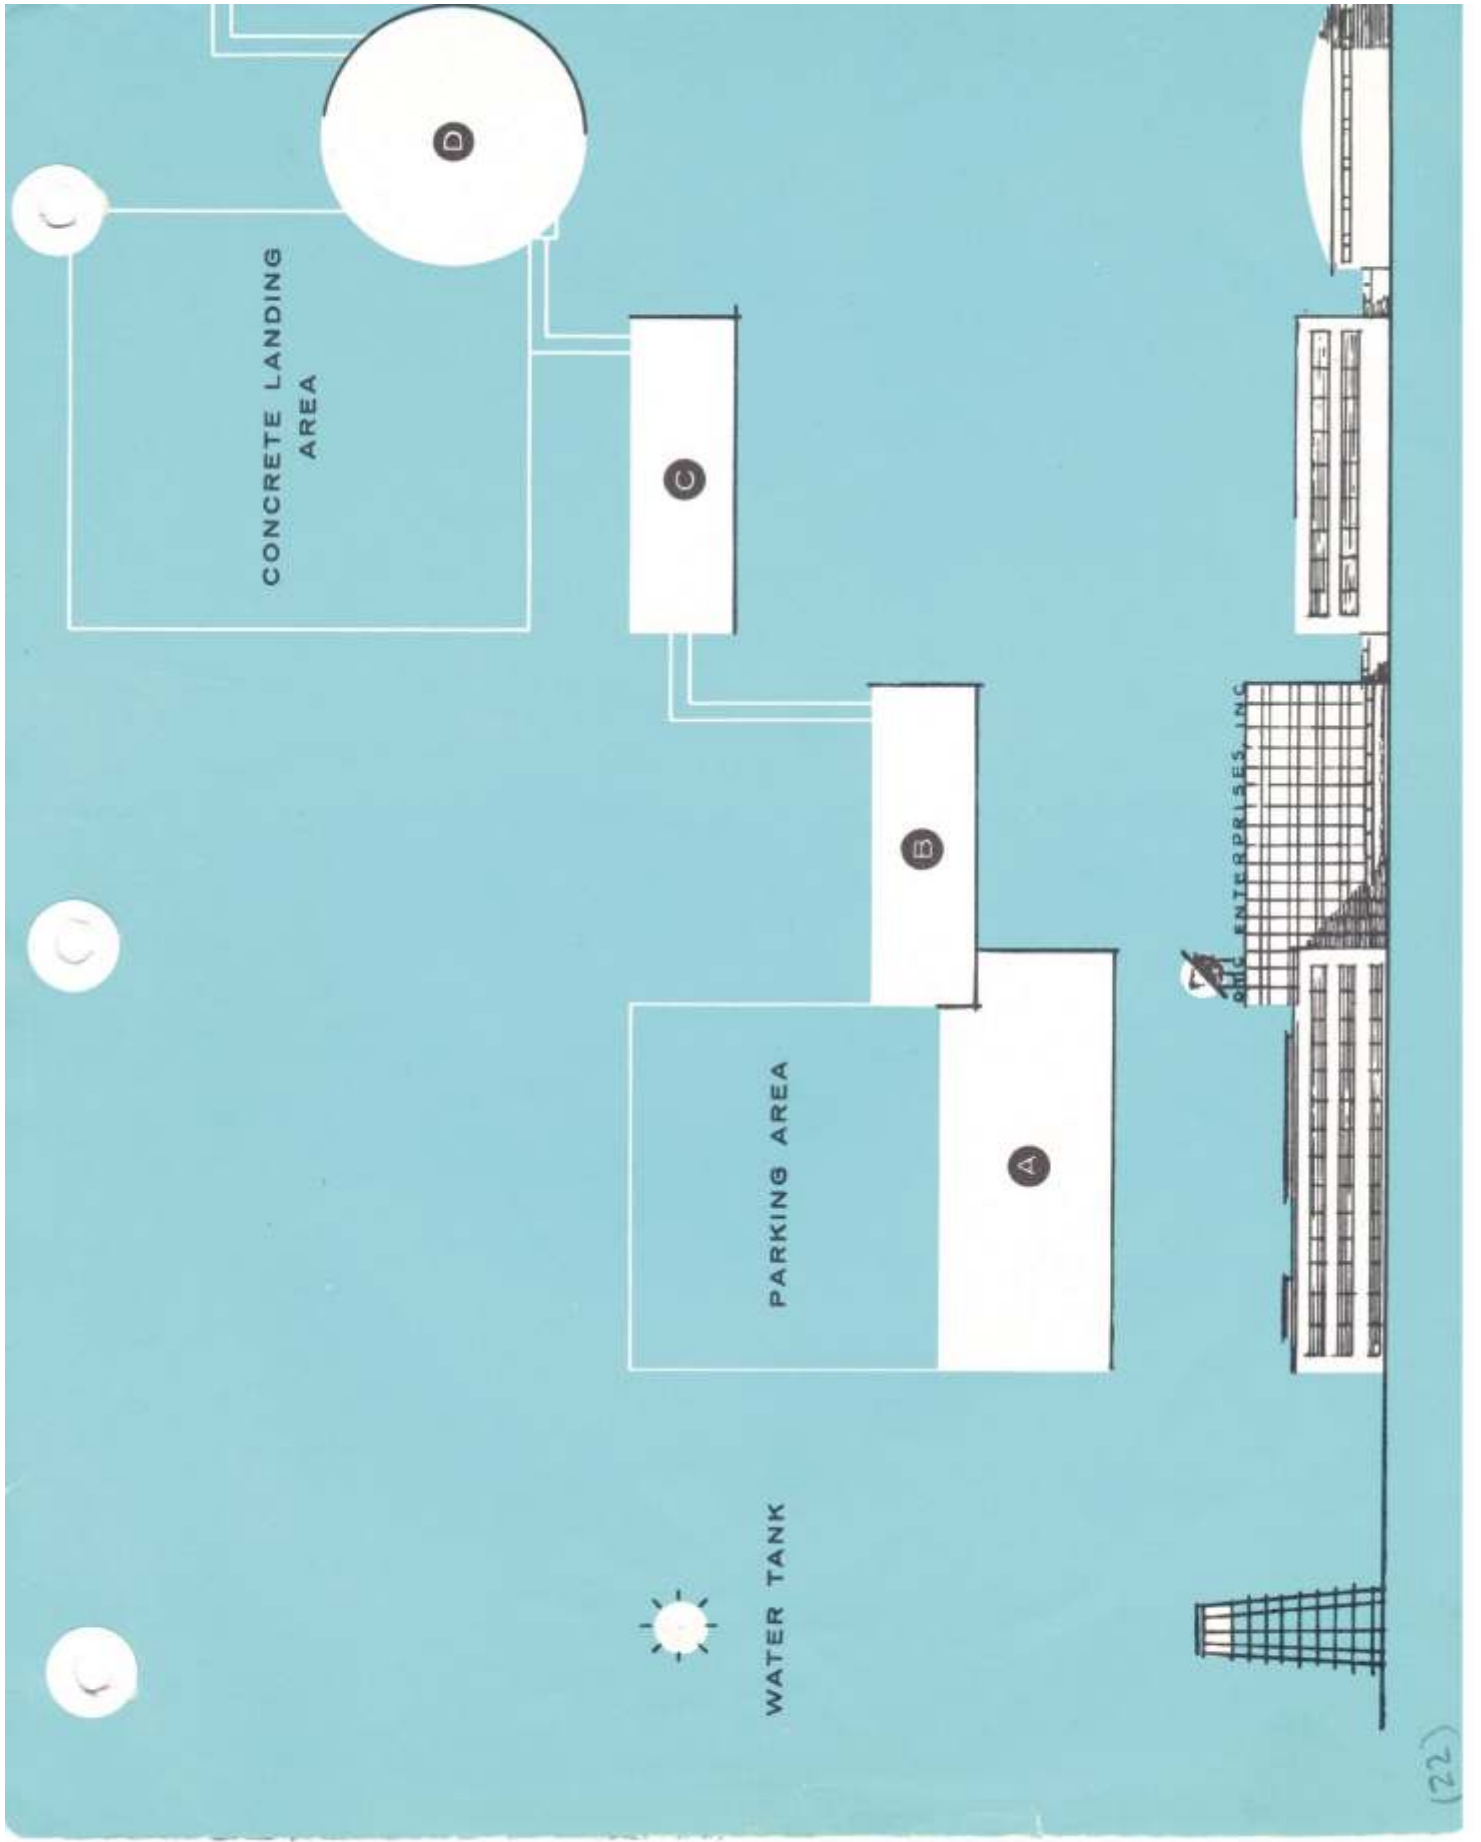 WATER TANK
PARKING AREA
A
B
C
CONCRETE LANDING
AREA
D
ENTERPRISES, INC
(22)